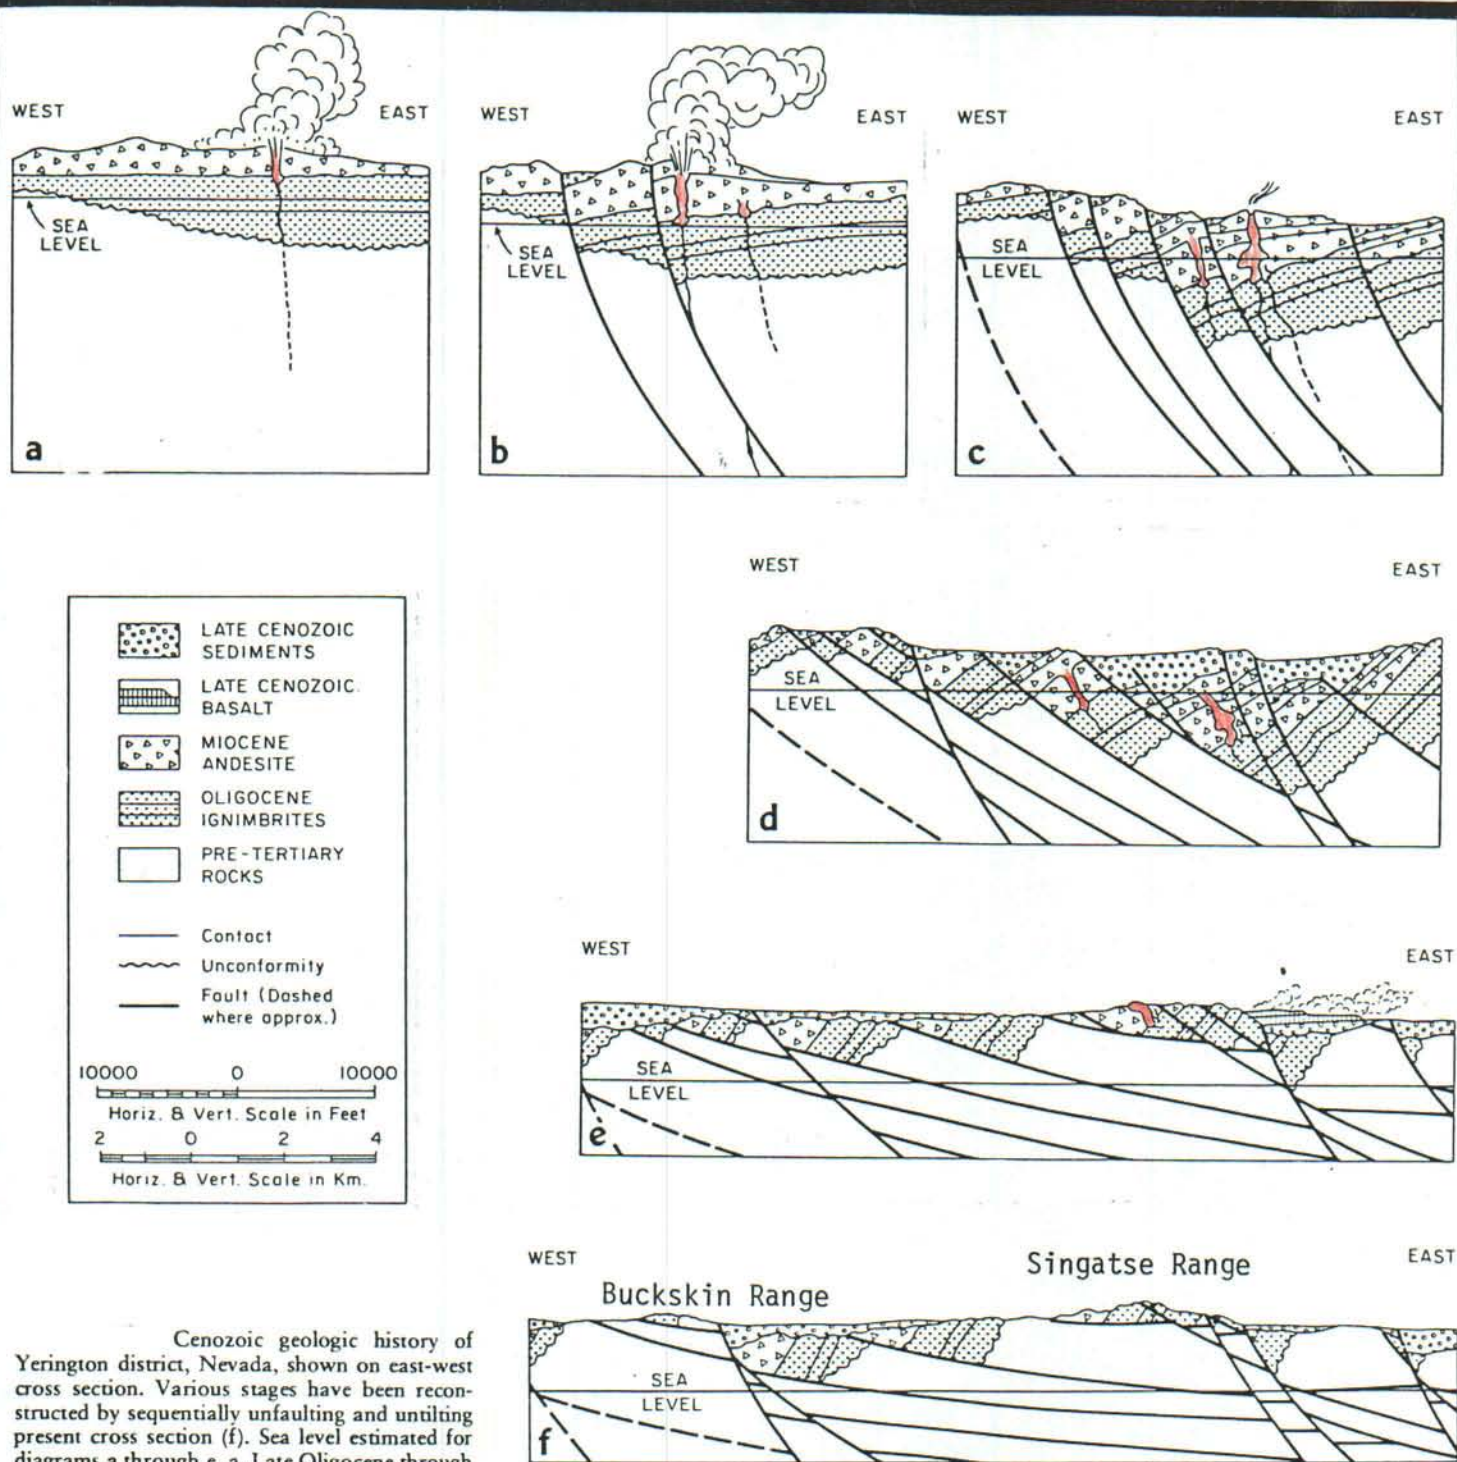 WEST
EAST
SEA
LEVEL
a
WEST
EAST
SEA
LEVEL
b
WEST
EAST
SEA
LEVEL
c
WEST
EAST
SEA
LEVEL
d
LATE CENOZOIC
SEDIMENTS
LATE CENOZOIC.
BASALT
MIOCENE
ANDESITE
OLIGOCENE
IGNIMBRITES
PRE-TERTIARY
ROCKS
Contact
Unconformity
Fault (Dashed
where approx.)
10000 0 10000
Horiz. & Vert. Scale in Feet
2 0 2 4
Horiz. & Vert. Scale in Km.
WEST
EAST
SEA
LEVEL
e
WEST
EAST
Singatse Range
Buckskin Range
SEA
LEVEL
f
Cenozoic geologic history of
Yerington district, Nevada, shown on east-west
cross section. Various stages have been recon-
structed by sequentially unfaulting and untilting
present cross section (f). Sea level estimated for
diagrams a through e. a, Late Oligocene through